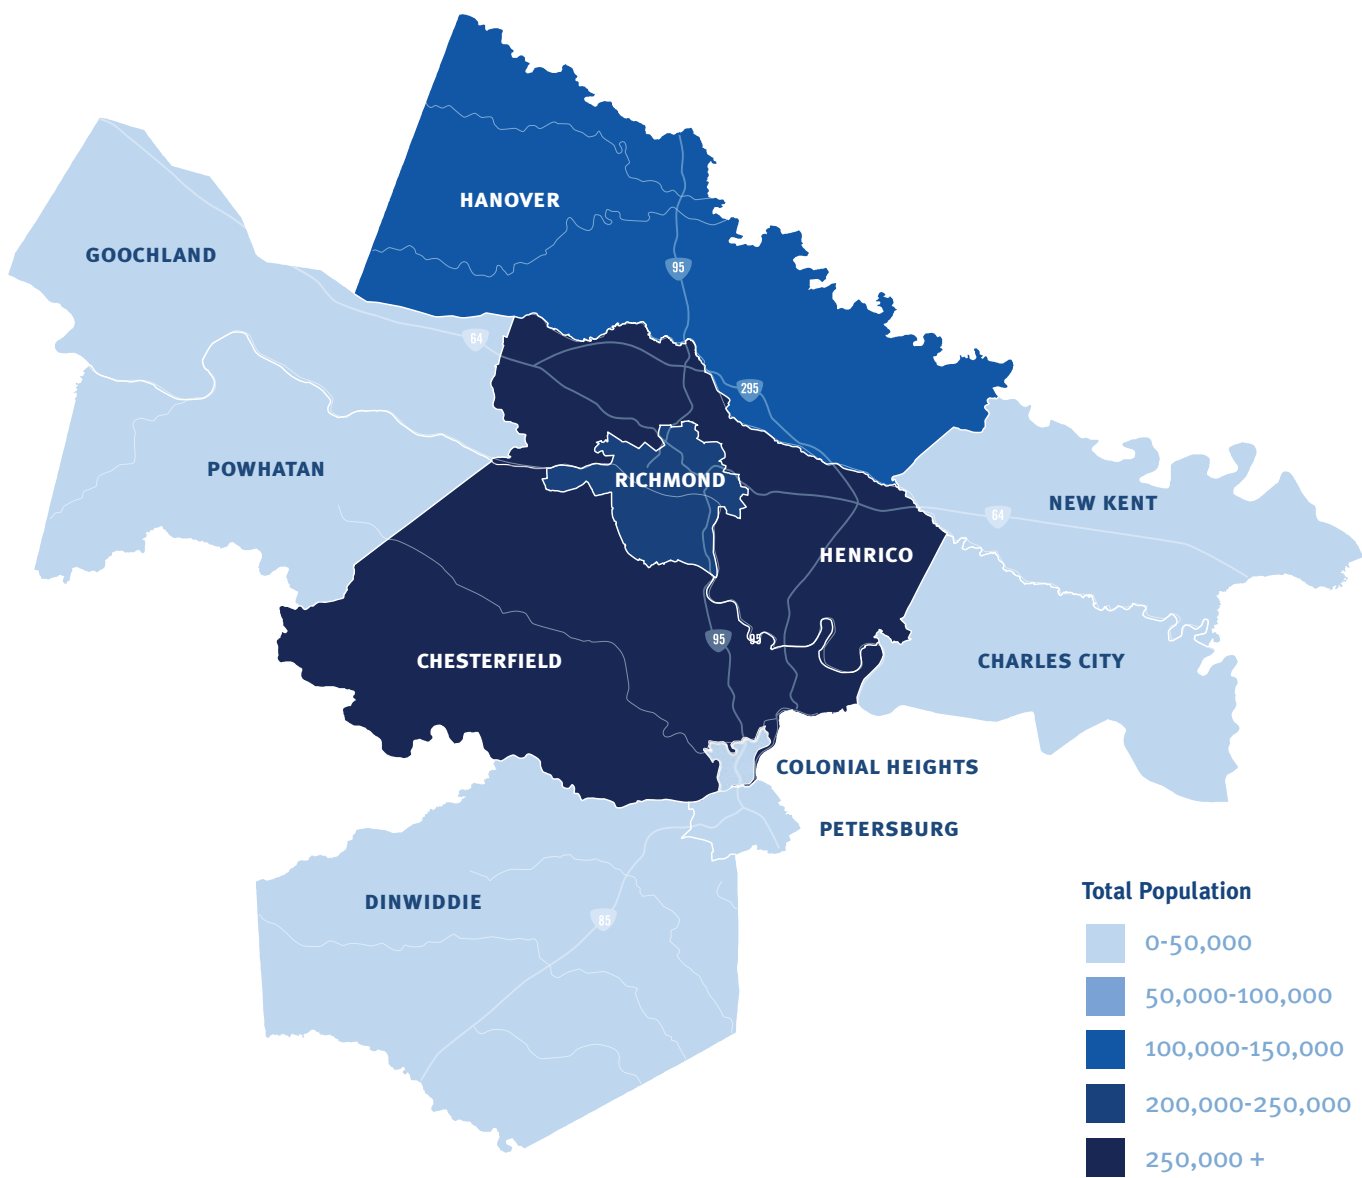 HANOVER
GOOCHLAND
95
64
295
POWHATAN
RICHMOND
NEW KENT
64
HENRICO
95
95
CHESTERFIELD
CHARLES CITY
COLONIAL HEIGHTS
PETERSBURG
DINWIDDIE
85
Total Population
0-50,000
50,000-100,000
100,000-150,000
200,000-250,000
250,000 +